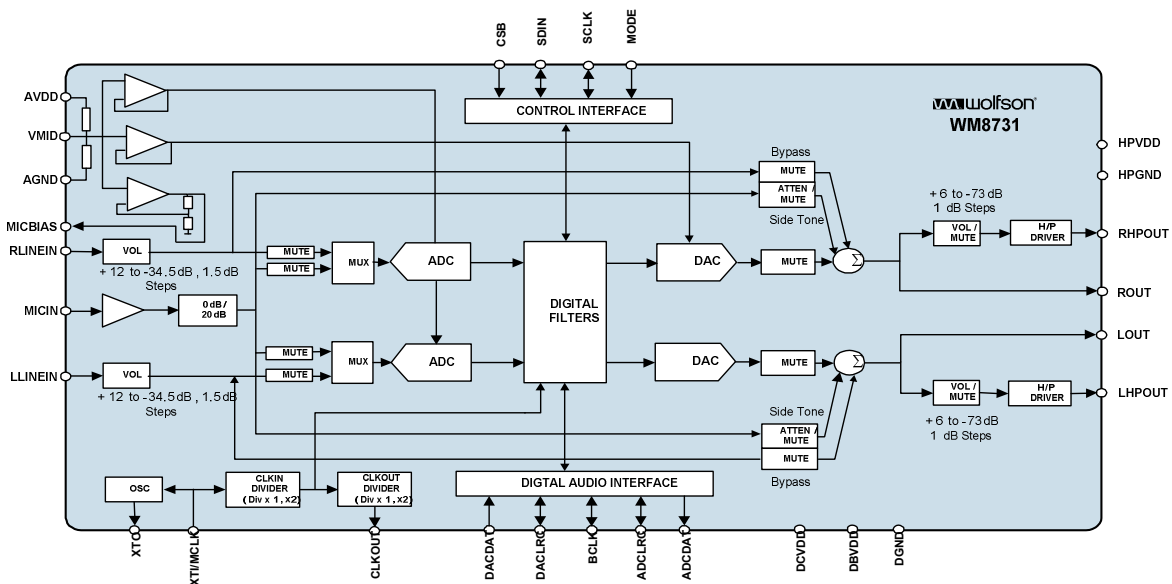 CSB
SDIN
SCLK
MODE
AVDD
VMID
AGND
MICBIAS
RLINEIN
MICIN
LLINEIN
CONTROL INTERFACE
wolfson
WM8731
HPVDD
HPGND
RHPOUT
ROUT
LOUT
LHPOUT
Bypass
MUTE
ATTEN /
MUTE
Side Tone
+ 6 to -73 dB
1 dB Steps
VOL /
MUTE
H/P
DRIVER
VOL
+ 12 to -34.5 dB , 1.5 dB
Steps
MUTE
MUTE
MUX
ADC
DAC
MUTE
Σ
0 dB /
20 dB
DIGITAL
FILTERS
MUTE
MUTE
MUX
ADC
DAC
MUTE
Σ
VOL
+ 12 to -34.5 dB , 1.5 dB
Steps
VOL /
MUTE
H/P
DRIVER
+ 6 to -73 dB
1 dB Steps
Side Tone
ATTEN /
MUTE
MUTE
Bypass
OSC
CLKIN
DIVIDER
(Div x 1, x2)
CLKOUT
DIVIDER
(Div x 1, x2)
DIGTAL AUDIO INTERFACE
XTO
XTI/MCLK
CLKOUT
DACDAT
DACLRC
BCLK
ADCLRC
ADCDAT
DCVDD
DBVDD
DGND